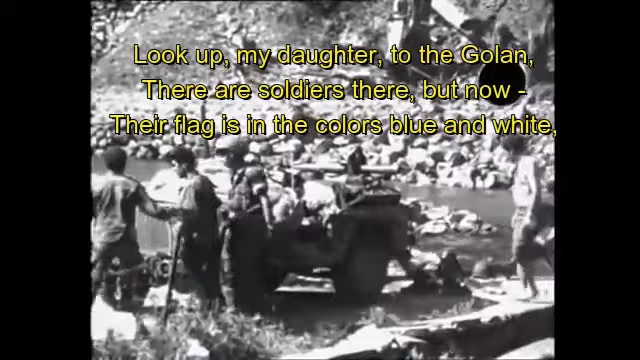 Look up, my daughter, to the Golan,
There are soldiers there, but now -
Their flag is in the colors blue and white,